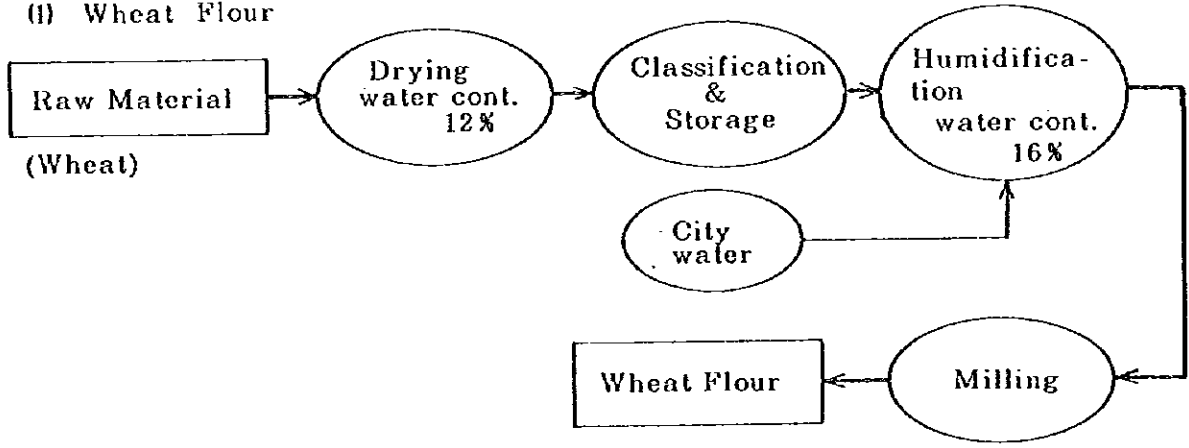 (1) Wheat Flour
Raw Material
(Wheat)
Drying
water cont.
12%
Classification
&
Storage
Humidifica-
tion
water cont.
16%
City
water
Milling
Wheat Flour